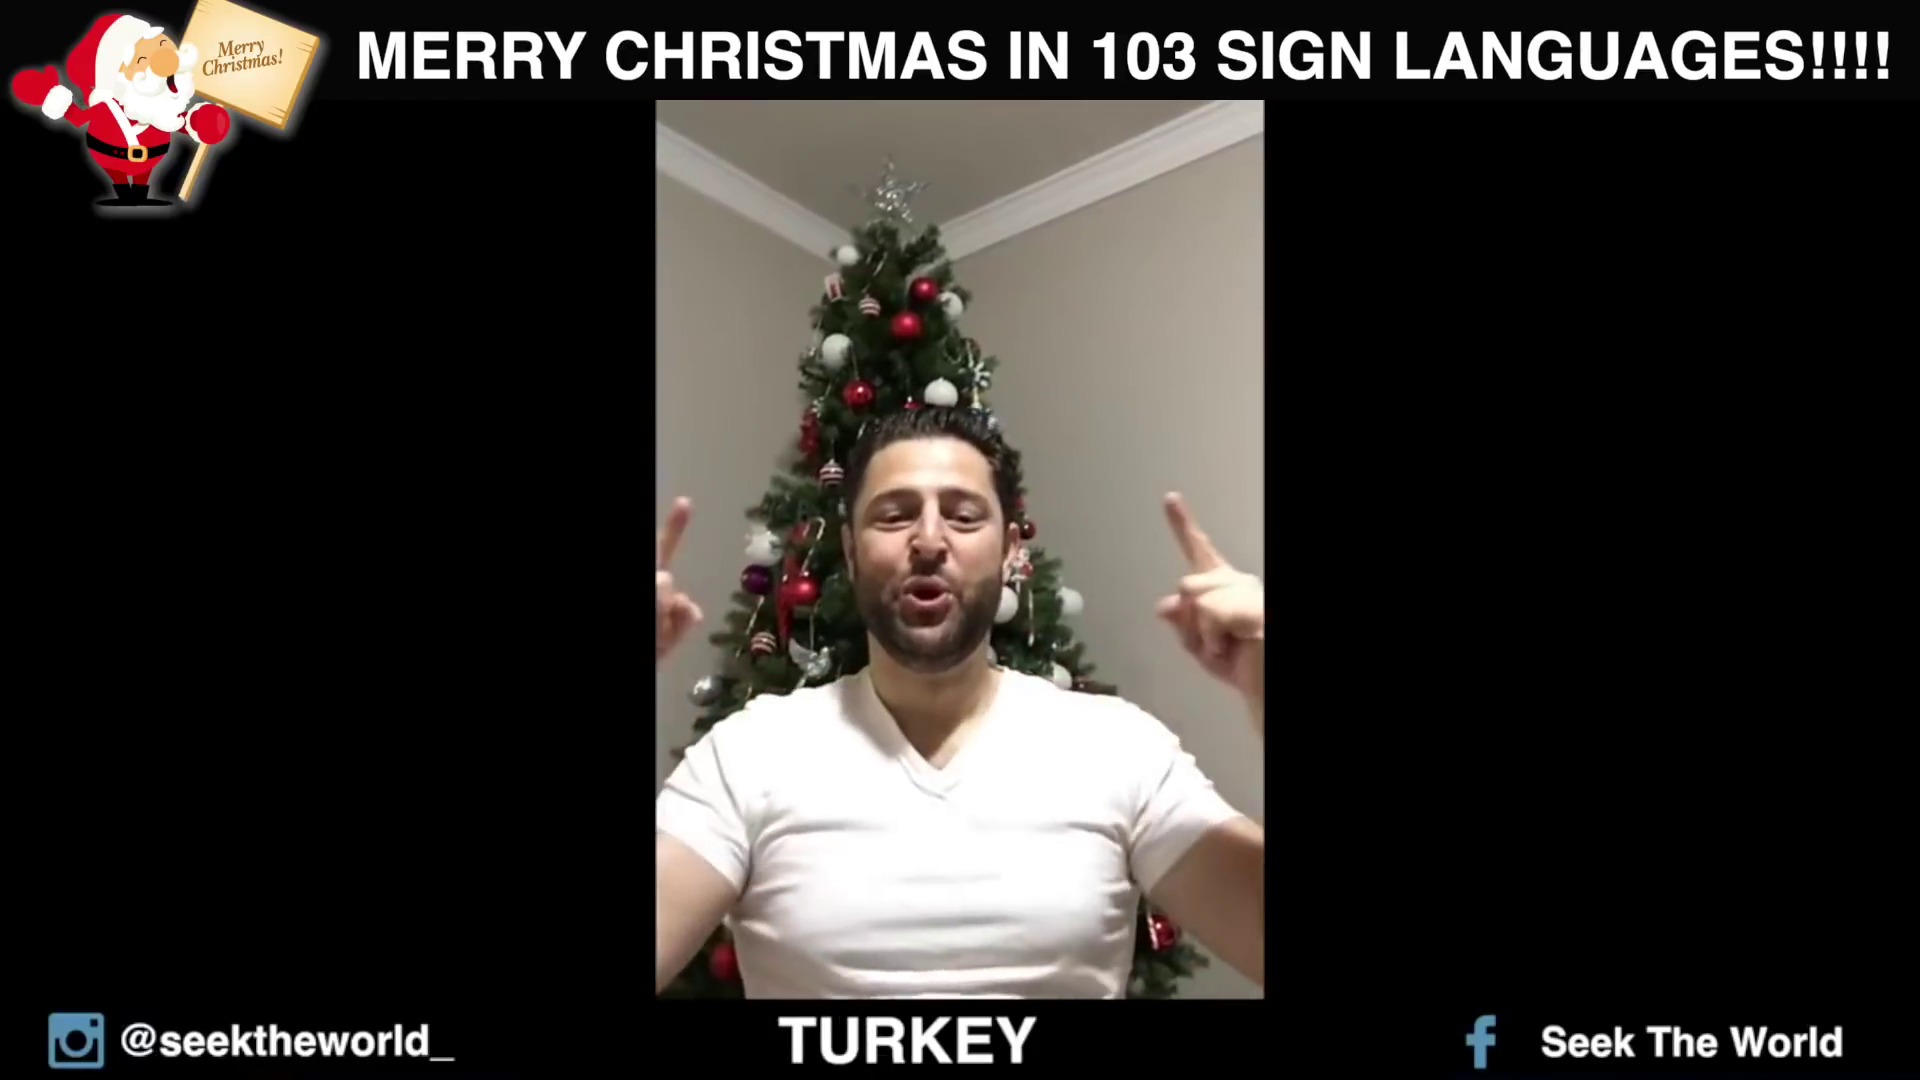 Merry
Christmas!
MERRY CHRISTMAS IN 103 SIGN LANGUAGES!!!!
@seektheworld_
TURKEY
Seek The World